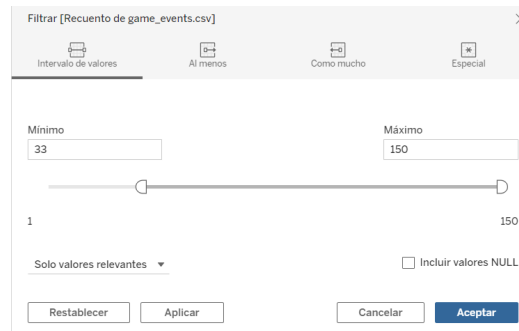 Filtrar [Recuento de game_events.csv]
Intervalo de valores
Al menos
Como mucho
Especial
Mínimo
Máximo
33
150
1
150
Solo valores relevantes
Incluir valores NULL
Restablecer
Aplicar
Cancelar
Aceptar